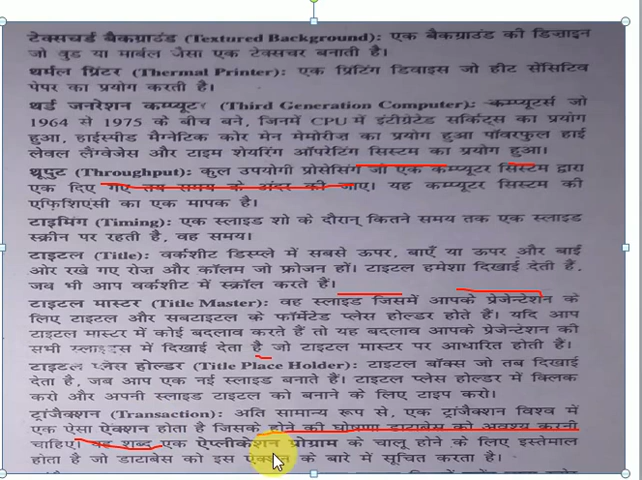 टेक्सचर्ड बैकग्राउंड (Textured Background): एक बैकग्राउंड की डिजाइन
जो वुड या मार्बल जैसा एक टेक्सचर बनाती है।
थर्मल प्रिंटर (Thermal Printer): एक प्रिंटिंग डिवाइस जो हीट सेंसिटिव
पेपर का प्रयोग करती है।
थर्ड जनरेशन कम्प्यूटर (Third Generation Computer): कम्प्यूटर्स जो
1964 से 1975 के बीच बने, जिनमें CPU में इंटीग्रेटेड सर्किट्स का प्रयोग
हुआ, हाईस्पीड मैग्नेटिक कोर मेन मेमोरीज का प्रयोग हुआ पॉवरफुल हाई
लेवल लैंग्वेजेस और टाइम शेयरिंग ऑपरेटिंग सिस्टम का प्रयोग हुआ।
थ्रूपुट (Throughput): कुल उपयोगी प्रोसेसिंग जो एक कम्प्यूटर सिस्टम द्वारा
एक दिए गए तय समय के अंदर की जाए। यह कम्प्यूटर सिस्टम की
एफिशिएंसी का एक मापक है।
टाइमिंग (Timing): एक स्लाइड शो के दौरान् कितने समय तक एक स्लाइड
स्क्रीन पर रहती है, वह समय।
टाइटल (Title): वर्कशीट डिस्प्ले में सबसे ऊपर, बाएँ या ऊपर और बाईं
ओर रखे गए रोज और कॉलम जो फ्रोजन हों। टाइटल हमेशा दिखाई देती हैं,
जब भी आप वर्कशीट में स्क्रॉल करते हैं।
टाइटल मास्टर (Title Master): वह स्लाइड जिसमें आपके प्रेजेन्टेशन के
लिए टाइटल और सबटाइटल के फॉर्मेटेड प्लेस होल्डर होते हैं। यदि आप
टाइटल मास्टर में कोई बदलाव करते हैं तो यह बदलाव आपके प्रेजेन्टेशन की
सभी स्लाइड्स में दिखाई देता है जो टाइटल मास्टर पर आधारित होती हैं।
टाइटल प्लेस होल्डर (Title Place Holder): टाइटल बॉक्स जो तब दिखाई
देता है, जब आप एक नई स्लाइड बनाते हैं। टाइटल प्लेस होल्डर में क्लिक
करो और अपनी स्लाइड टाइटल को बनाने के लिए टाइप करो।
ट्रांजैक्शन (Transaction): अति सामान्य रूप से, एक ट्रांजैक्शन विश्व में
एक ऐसा ऐक्शन होता है जिसके होने की घोषणा डाटाबेस को अवश्य करनी
चाहिए। यह शब्द एक ऐप्लीकेशन प्रोग्राम के चालू होने के लिए इस्तेमाल
होता है जो डाटाबेस को इस ऐक्शन के बारे में सूचित करता है।